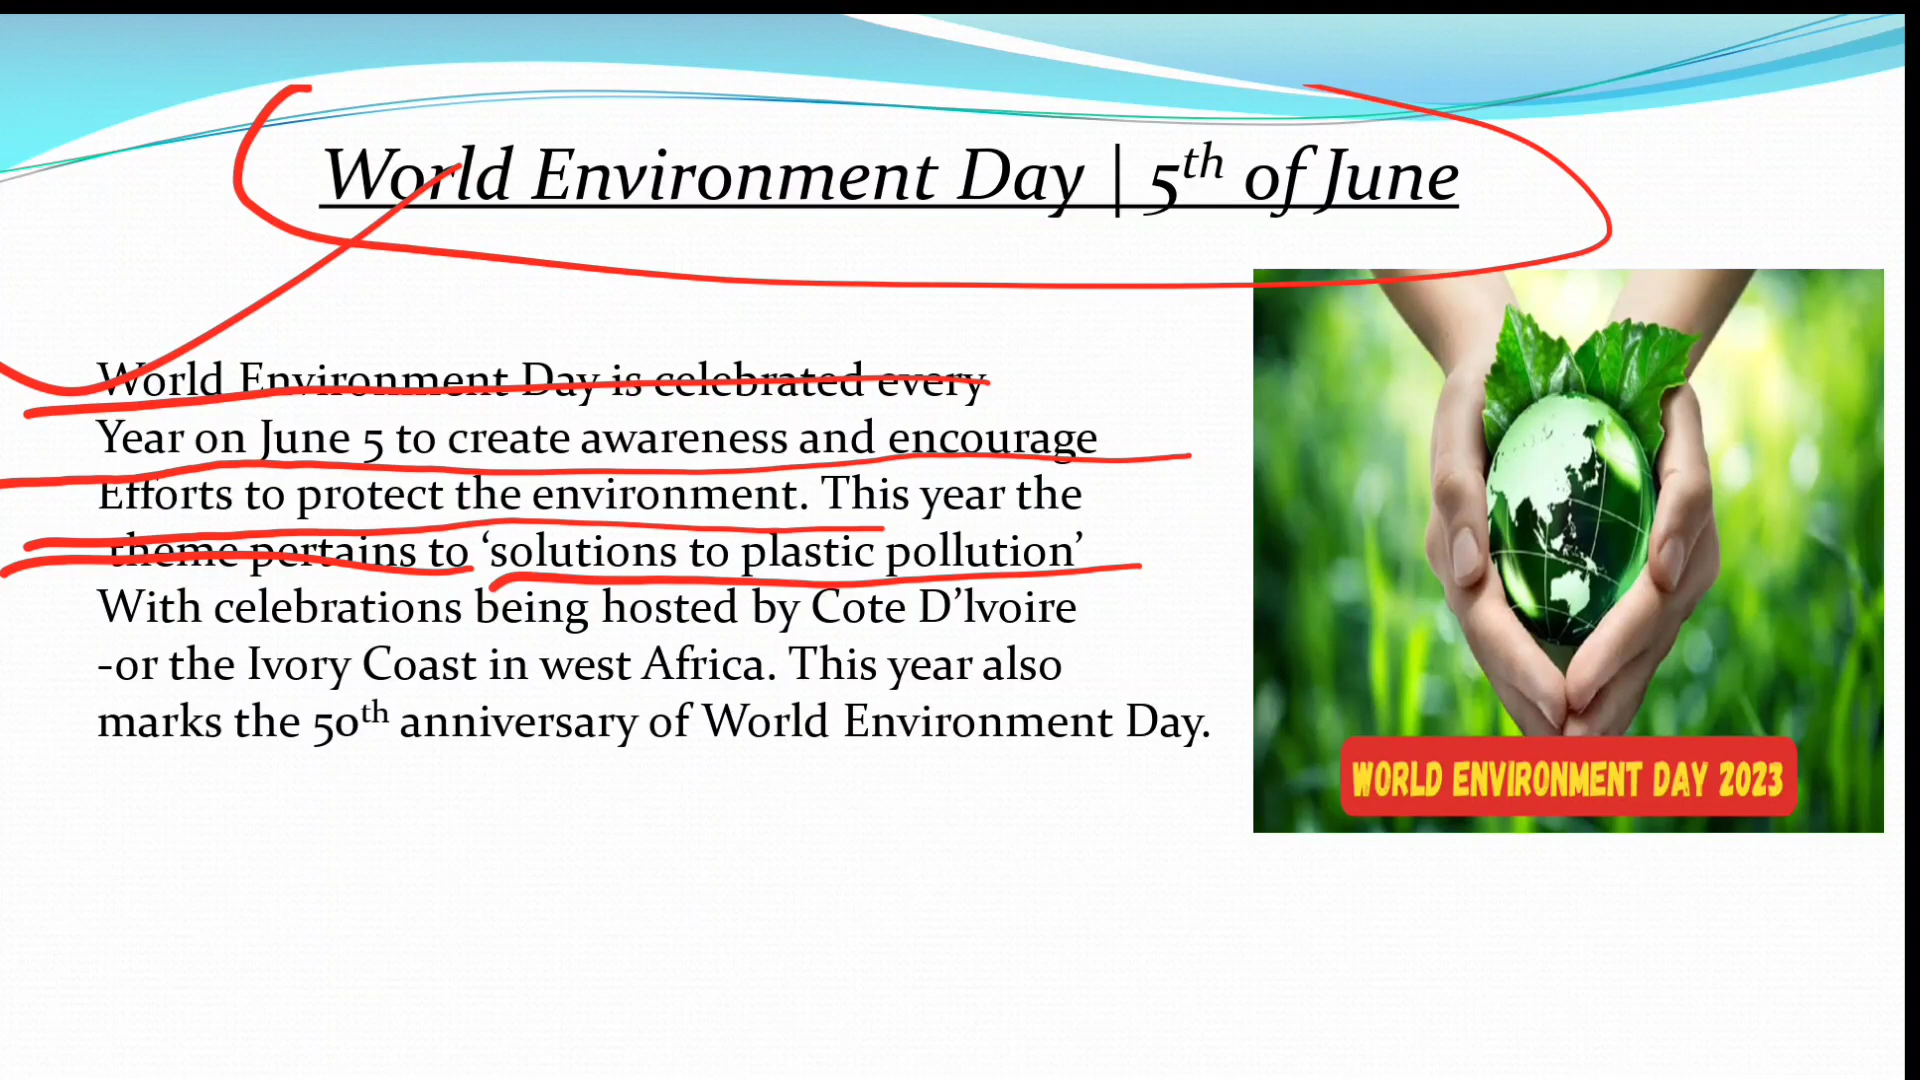 World Environment Day | 5th of June
World Environment Day is celebrated every
Year on June 5 to create awareness and encourage
Efforts to protect the environment. This year the
theme pertains to ‘solutions to plastic pollution’
With celebrations being hosted by Cote D’lvoire
-or the Ivory Coast in west Africa. This year also
marks the 50th anniversary of World Environment Day.
WORLD ENVIRONMENT DAY 2023